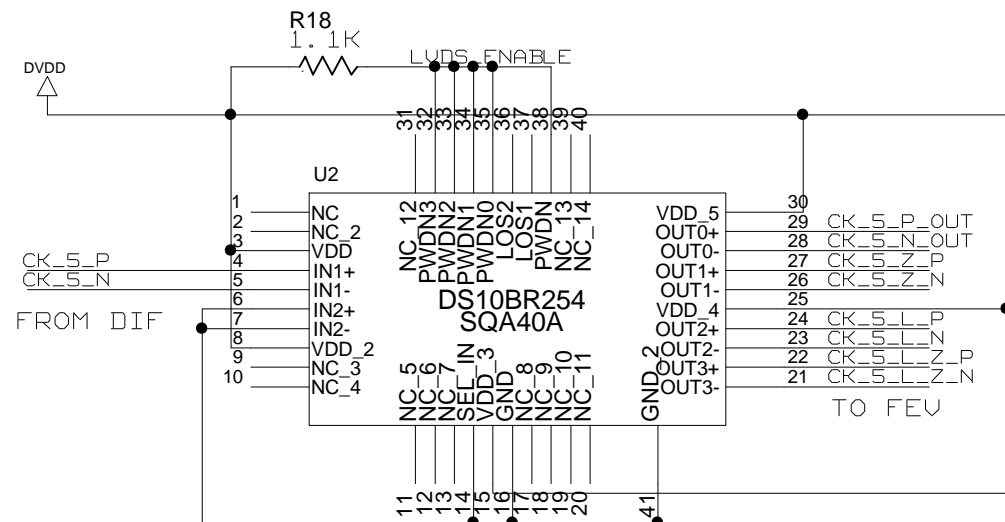 R18
1.1K
LVDS_ENABLE
DVDD
31
32
33
34
35
36
37
38
39
40
U2
NC_12
PWDN3
PWDN2
PWDN1
PWDN0
LOS2
LOS1
PWDN
NC_13
NC_14
1 NC
2 NC_2
3 VDD
CK_5_P 4 IN1+
CK_5_N 5 IN1-
6 IN2+
FROM DIF
7 IN2-
8 VDD_2
9 NC_3
10 NC_4
VDD_5 30
OUT0+ 29 CK_5_P_OUT
OUT0- 28 CK_5_N_OUT
OUT1+ 27 CK_5_Z_P
OUT1- 26 CK_5_Z_N
VDD_4 25
OUT2+ 24 CK_5_L_P
OUT2- 23 CK_5_L_N
OUT3+ 22 CK_5_L_Z_P
OUT3- 21 CK_5_L_Z_N
TO FEV
DS10BR254
SQA40A
NC_5
NC_6
NC_7
SEL_IN
VDD_3
GND
NC_8
NC_9
NC_10
NC_11
GND_2
11
12
13
14
15
16
17
18
19
20
41